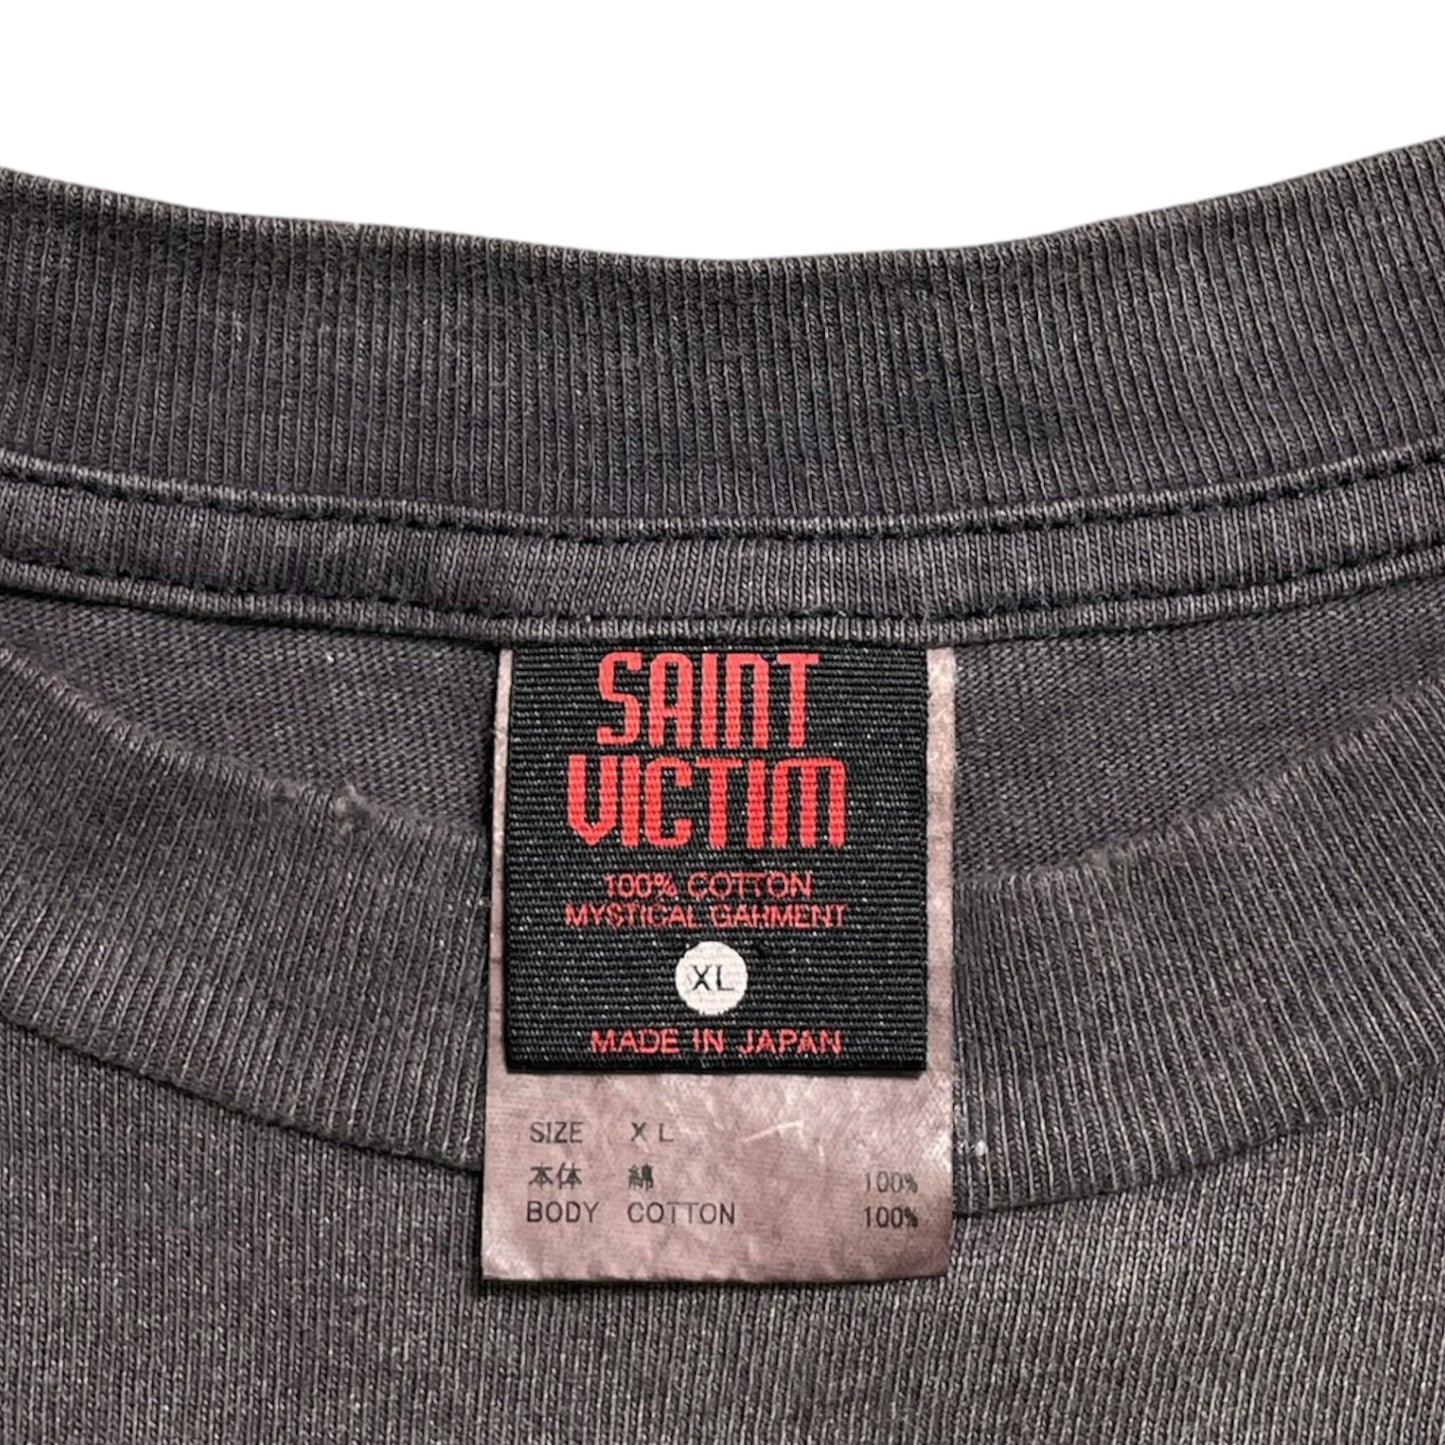 SAINT
VICTIM
100% COTTON
MYSTICAL GARMENT
XL
MADE IN JAPAN
SIZE XL
本体 綿 100%
BODY COTTON 100%